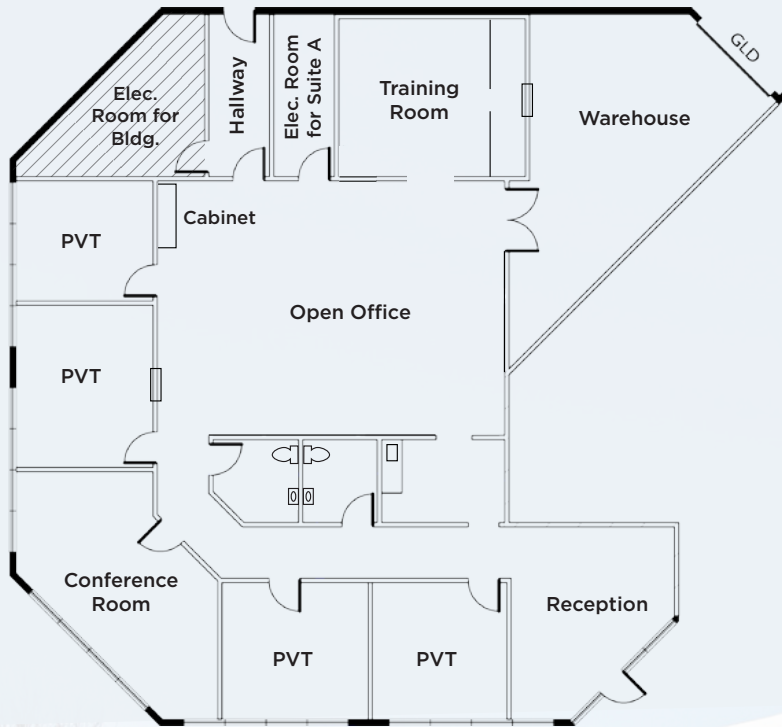 GLD
Elec.
Room for
Bldg.
Hallway
Elec. Room
for Suite A
Training
Room
Warehouse
PVT
Cabinet
Open Office
PVT
Conference
Room
Reception
PVT
PVT